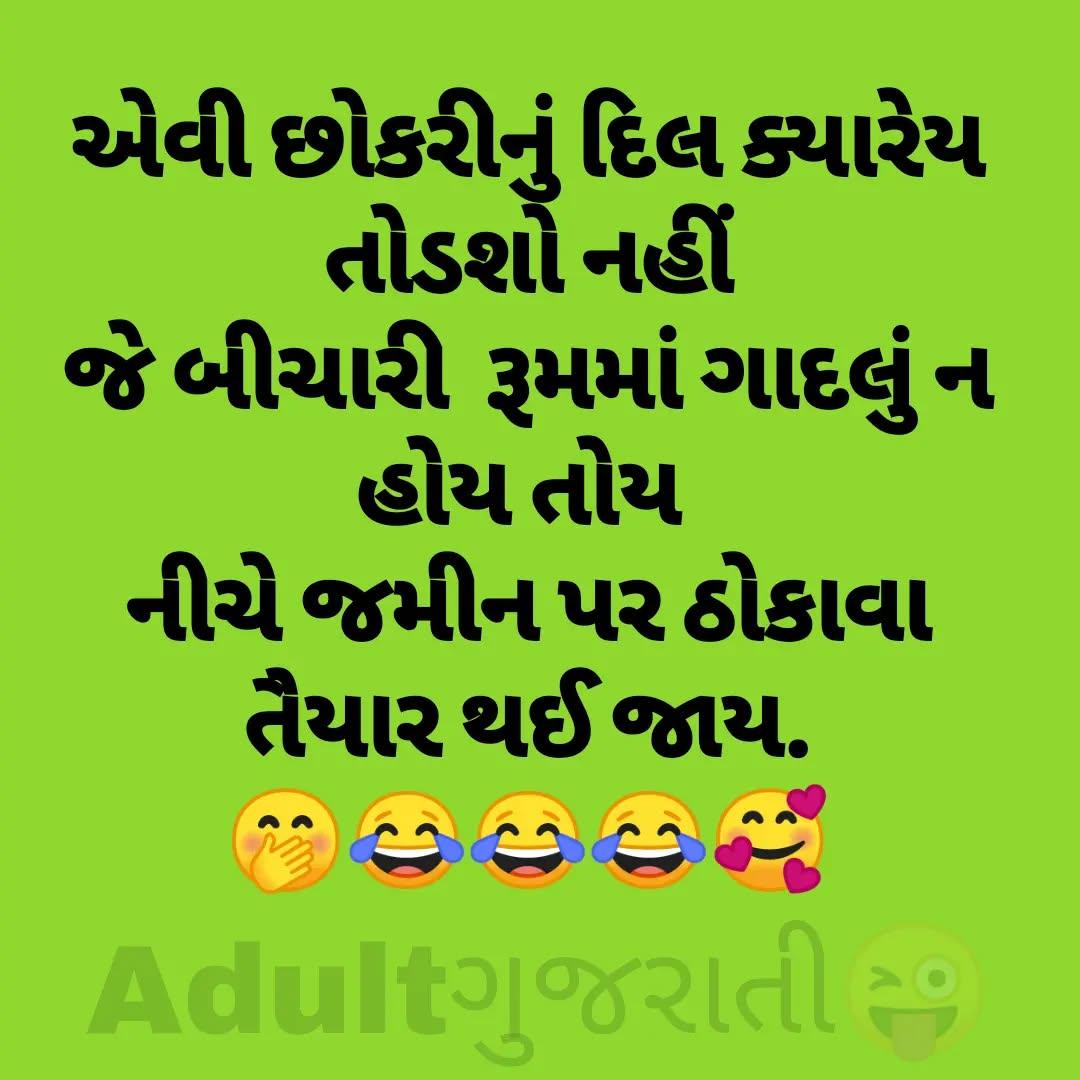 એવી છોકરીનું દિલ ક્યારેય
તોડશો નહીં
જે બીચારી રૂમમાં ગાદલું ન
હોય તોય
નીચે જમીન પર ઠોકાવા
તૈયાર થઈ જાય.
🤭😂😂😂🥰
Adultગુજરાતી😜